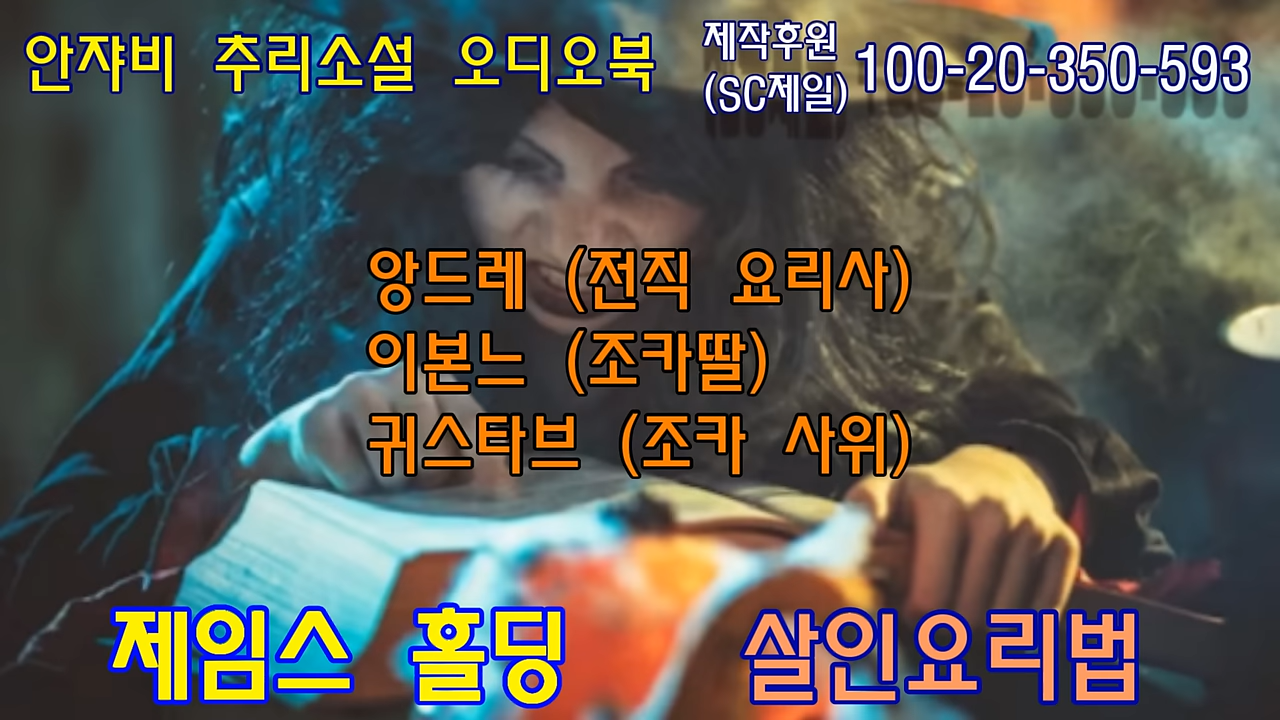 안쟈비 추리소설 오디오북
제작후원
(SC제일) 100-20-350-593
앙드레 (전직 요리사)
이본느 (조카딸)
귀스타브 (조카 사위)
제임스 홀딩 살인요리법